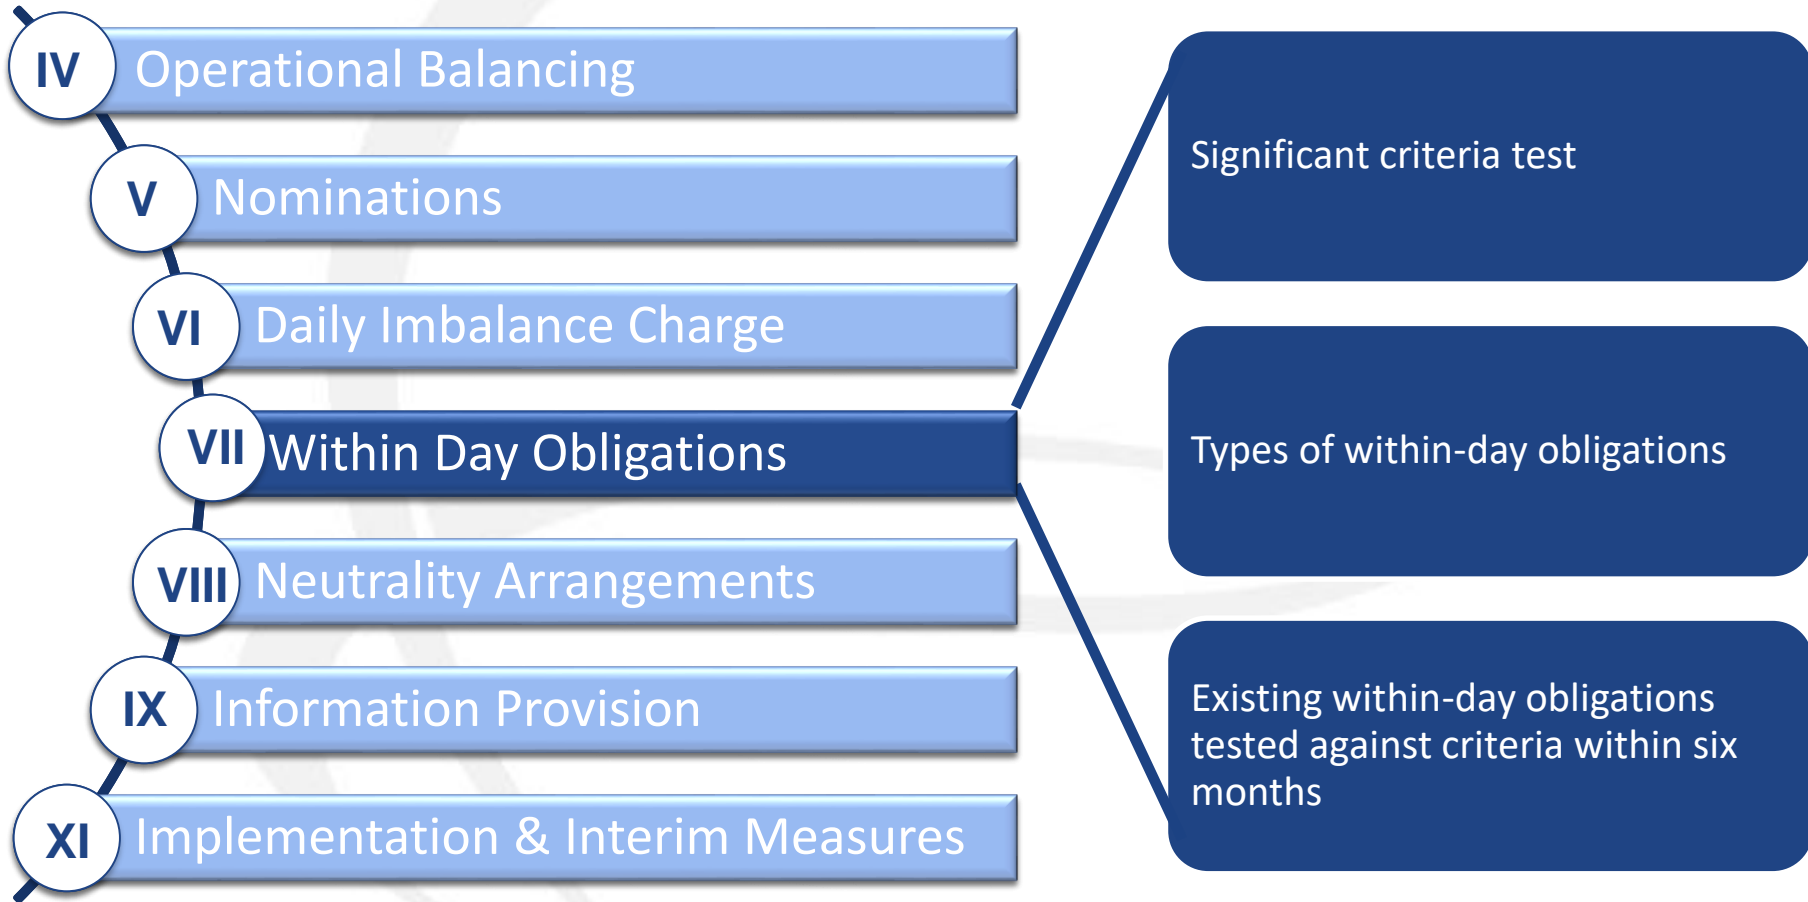 IV Operational Balancing
V Nominations
VI Daily Imbalance Charge
VII Within Day Obligations
VIII Neutrality Arrangements
IX Information Provision
XI Implementation & Interim Measures
Significant criteria test
Types of within-day obligations
Existing within-day obligations
tested against criteria within six
months